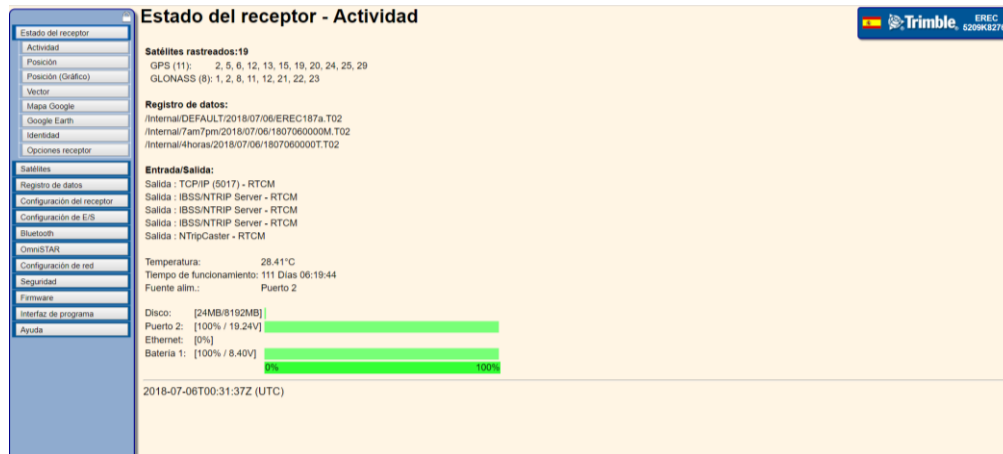 Estado del receptor - Actividad
Trimble.
EREC
Estado del receptor
Actividad
Posición
Posición (Gráfico)
Vector
Mapa Google
Google Earth
Identidad
Opciones receptor
Satélites
Registro de datos
Configuración del receptor
Configuración de E/S
Bluetooth
OmniSTAR
Configuración de red
Seguridad
Firmware
Interfaz de programa
Ayuda
Satélites rastreados:19
GPS (11): 2, 5, 6, 12, 13, 15, 19, 20, 24, 25, 29
GLONASS (8): 1, 2, 8, 11, 12, 21, 22, 23
Registro de datos:
/Internal/DEFAULT/2018/07/06/EREC187a.T02
/Internal/7am7pm/2018/07/06/1807060000M.T02
/Internal/4horas/2018/07/06/1807060000T.T02
Entrada/Salida:
Salida : TCP/IP (5017) - RTCM
Salida : IBSS/NTRIP Server - RTCM
Salida : IBSS/NTRIP Server - RTCM
Salida : IBSS/NTRIP Server - RTCM
Salida : NTripCaster - RTCM
Temperatura: 28.41°C
Tiempo de funcionamiento: 111 Días 06:19:44
Fuente alim.: Puerto 2
Disco: [24MB/8192MB]
Puerto 2: [100% / 19.24V]
Ethernet: [0%]
Batería 1: [100% / 8.40V]
0% 100%
2018-07-06T00:31:37Z (UTC)